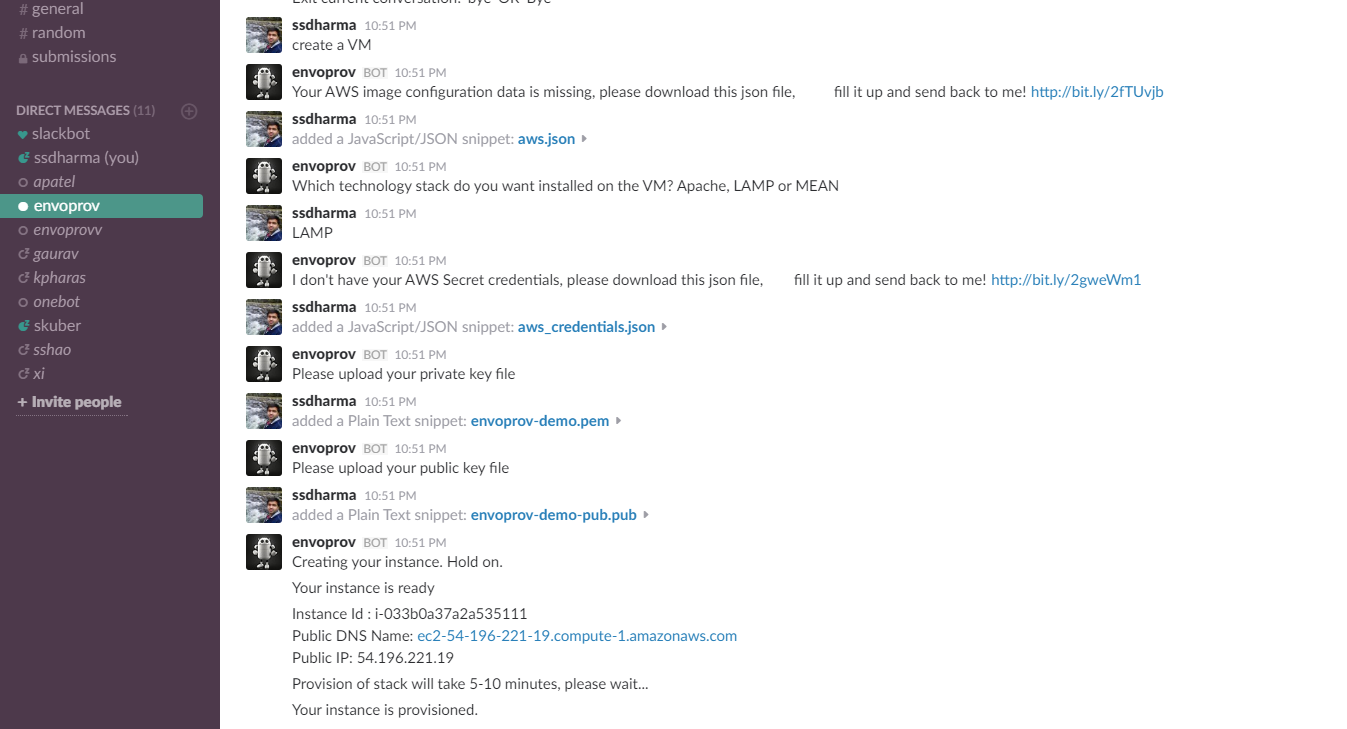 # general
# random
submissions
DIRECT MESSAGES (11)
slackbot
ssdharma (you)
apatel
envoprov
envoprovv
gaurav
kpharas
onebot
skuber
sshao
xi
+ Invite people
Exit current conversation: 'bye' OR 'Bye'
ssdharma 10:51 PM
create a VM
envoprov BOT 10:51 PM
Your AWS image configuration data is missing, please download this json file, fill it up and send back to me! http://bit.ly/2fTUvjb
ssdharma 10:51 PM
added a JavaScript/JSON snippet: aws.json
envoprov BOT 10:51 PM
Which technology stack do you want installed on the VM? Apache, LAMP or MEAN
ssdharma 10:51 PM
LAMP
envoprov BOT 10:51 PM
I don't have your AWS Secret credentials, please download this json file, fill it up and send back to me! http://bit.ly/2gweWm1
ssdharma 10:51 PM
added a JavaScript/JSON snippet: aws_credentials.json
envoprov BOT 10:51 PM
Please upload your private key file
ssdharma 10:51 PM
added a Plain Text snippet: envoprov-demo.pem
envoprov BOT 10:51 PM
Please upload your public key file
ssdharma 10:51 PM
added a Plain Text snippet: envoprov-demo-pub.pub
envoprov BOT 10:51 PM
Creating your instance. Hold on.
Your instance is ready
Instance Id : i-033b0a37a2a535111
Public DNS Name: ec2-54-196-221-19.compute-1.amazonaws.com
Public IP: 54.196.221.19
Provision of stack will take 5-10 minutes, please wait...
Your instance is provisioned.